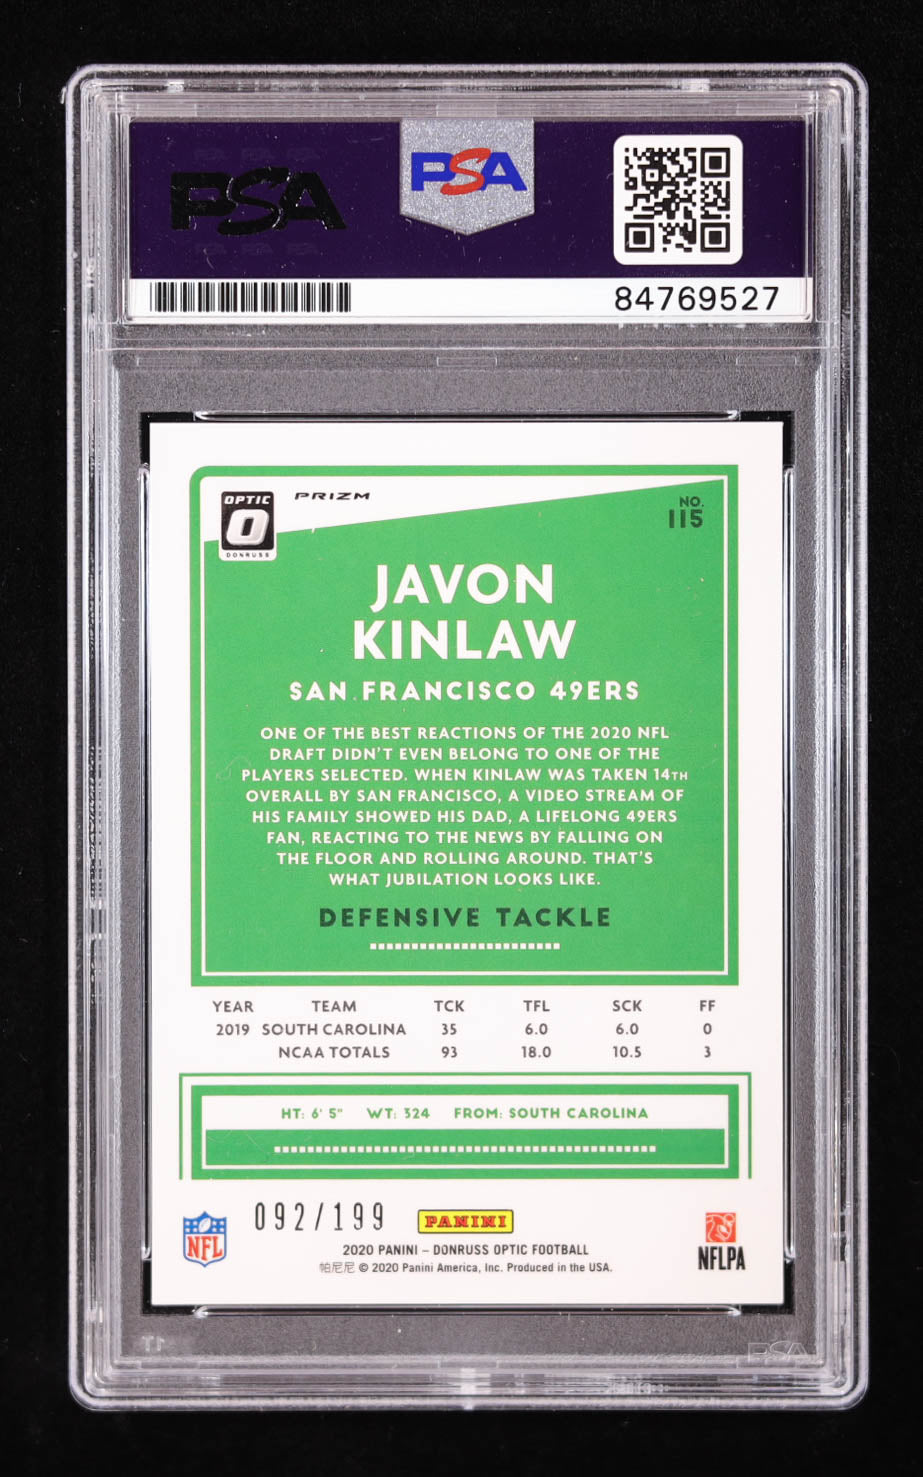 PSA
PSA
84769527
OPTIC
O
DONRUSS
PRIZM
NO.
115
JAVON
KINLAW
SAN FRANCISCO 49ERS
ONE OF THE BEST REACTIONS OF THE 2020 NFL
DRAFT DIDN'T EVEN BELONG TO ONE OF THE
PLAYERS SELECTED. WHEN KINLAW WAS TAKEN 14TH
OVERALL BY SAN FRANCISCO, A VIDEO STREAM OF
HIS FAMILY SHOWED HIS DAD, A LIFELONG 49ERS
FAN, REACTING TO THE NEWS BY FALLING ON
THE FLOOR AND ROLLING AROUND. THAT'S
WHAT JUBILATION LOOKS LIKE.
DEFENSIVE TACKLE
YEAR TEAM TCK TFL SCK FF
2019 SOUTH CAROLINA 35 6.0 6.0 0
NCAA TOTALS 93 18.0 10.5 3
HT: 6' 5" WT: 324 FROM: SOUTH CAROLINA
NFL
092/199
PANINI
2020 PANINI – DONRUSS OPTIC FOOTBALL
帕尼尼 © 2020 Panini America, Inc. Produced in the USA.
NFLPA
PSA